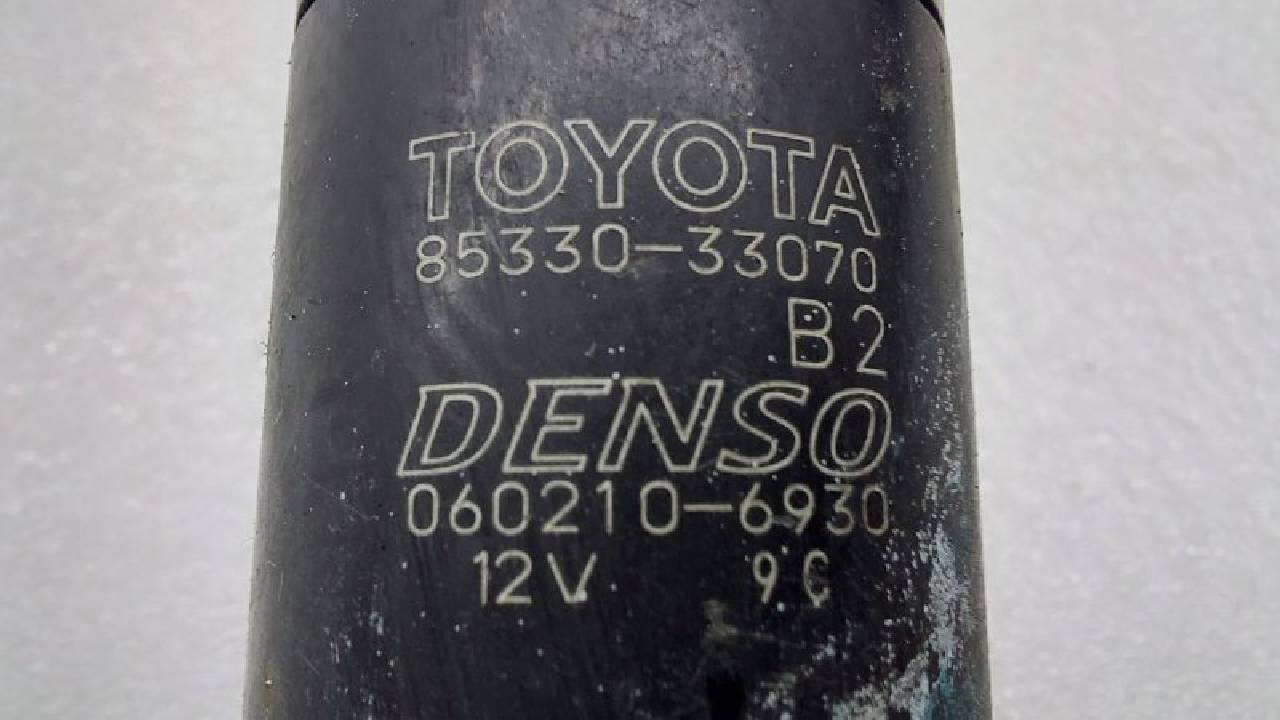 TOYOTA
85330-33070
B2
DENSO
060210-6930
12V 9C